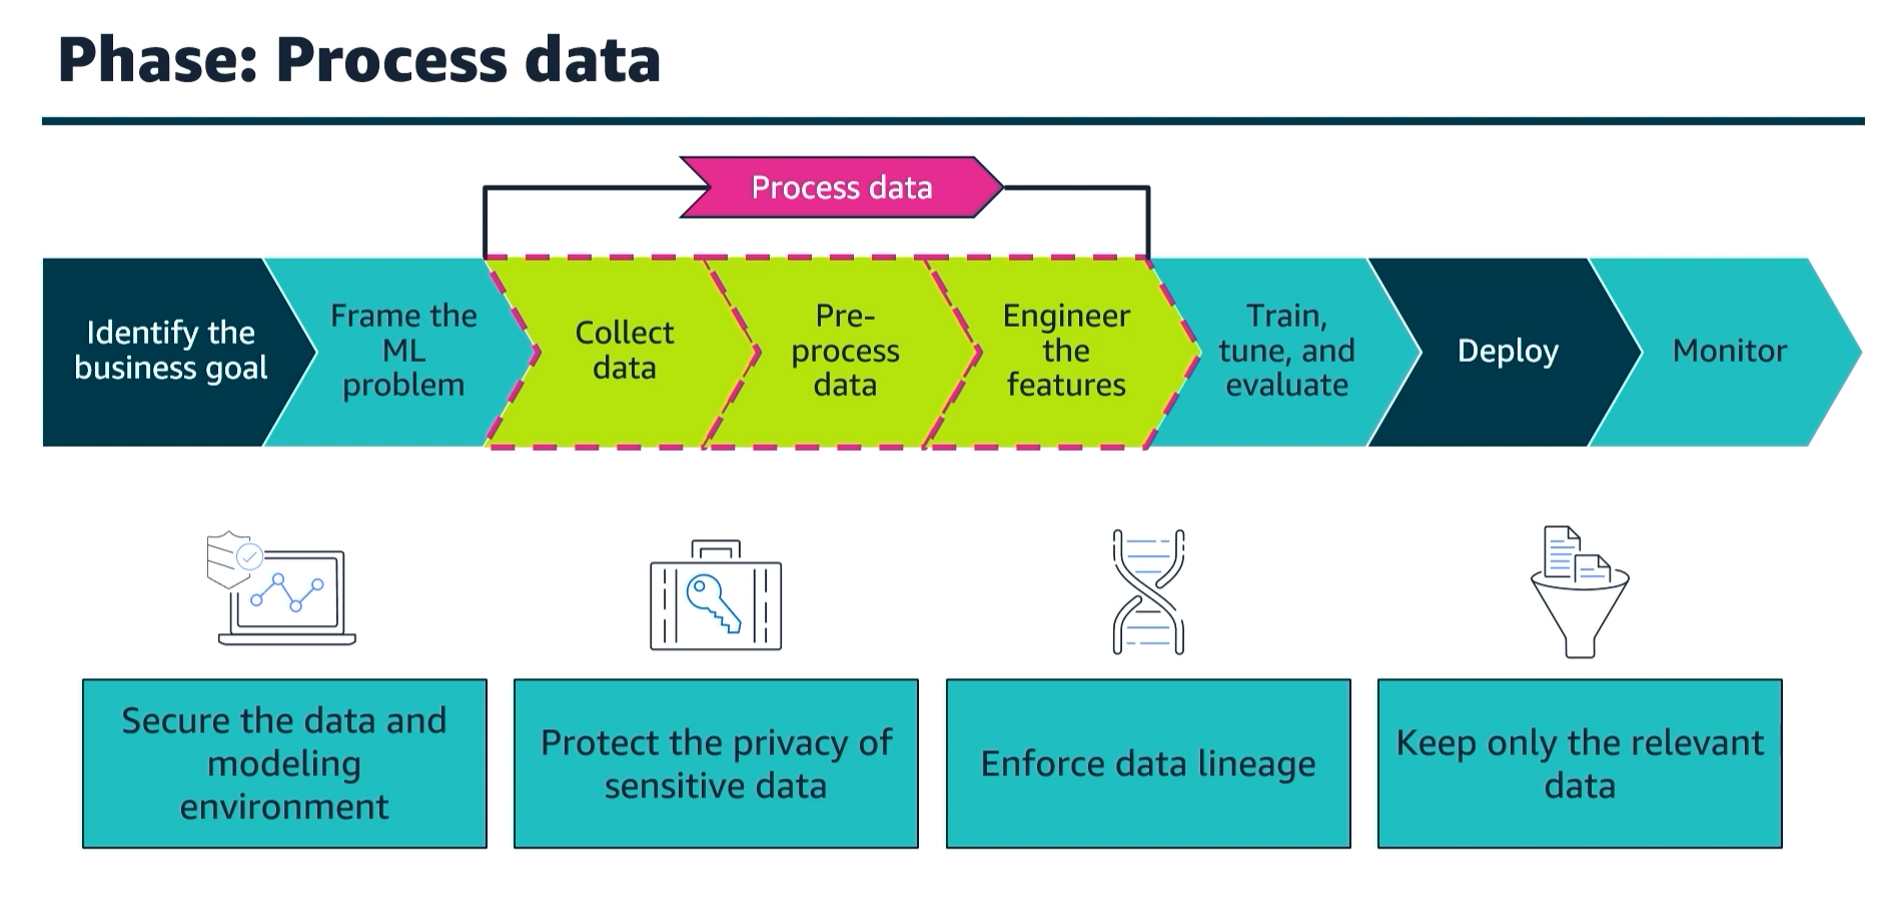 Phase: Process data
Process data
Identify the
business goal
Frame the
ML
problem
Collect
data
Pre-
process
data
Engineer
the
features
Train,
tune, and
evaluate
Deploy
Monitor
Secure the data and
modeling
environment
Protect the privacy of
sensitive data
Enforce data lineage
Keep only the relevant
data